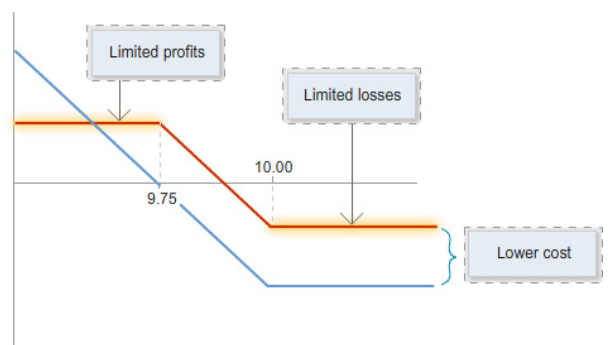 Limited profits
Limited losses
10.00
9.75
Lower cost